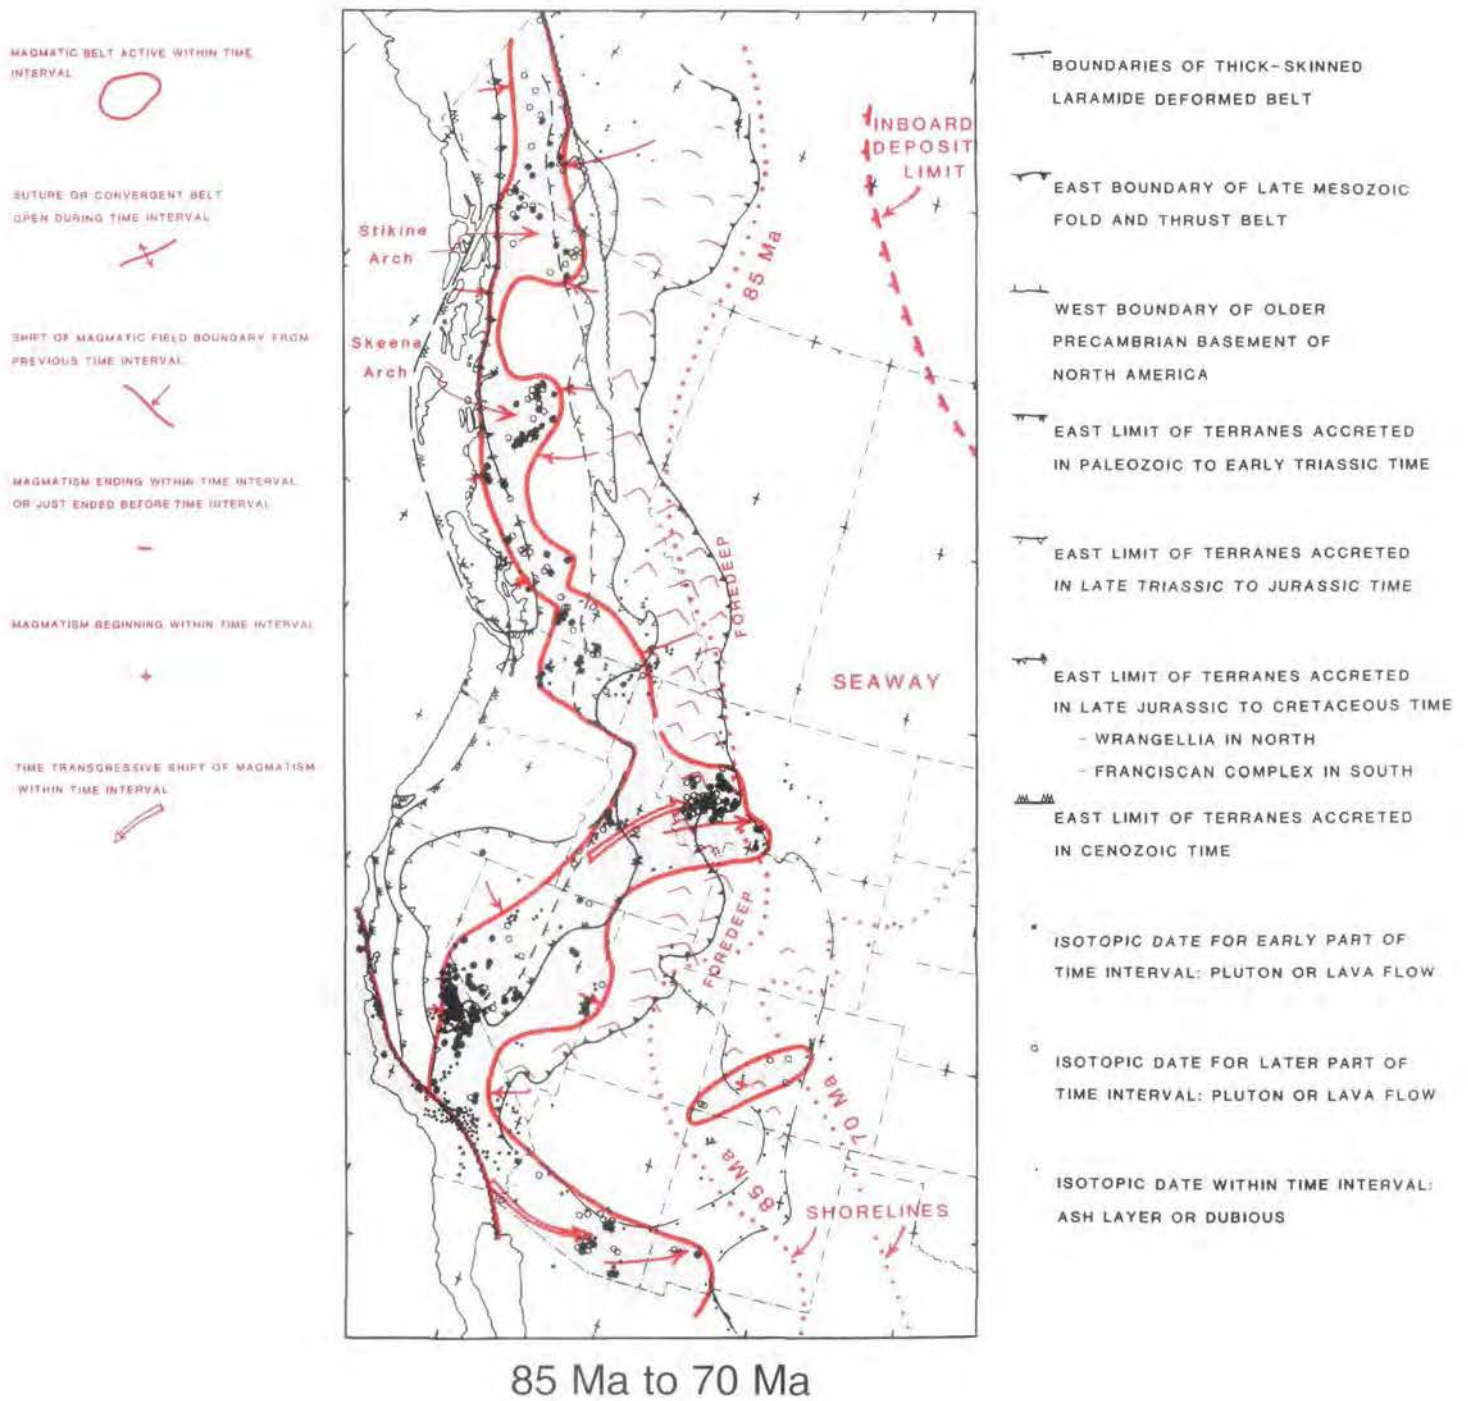 MAGMATIC BELT ACTIVE WITHIN TIME
INTERVAL
SUTURE OR CONVERGENT BELT
OPEN DURING TIME INTERVAL
SHIFT OF MAGMATIC FIELD BOUNDARY FROM
PREVIOUS TIME INTERVAL
MAGMATISM ENDING WITHIN TIME INTERVAL
OR JUST ENDED BEFORE TIME INTERVAL
MAGMATISM BEGINNING WITHIN TIME INTERVAL
TIME TRANSGRESSIVE SHIFT OF MAGMATISM
WITHIN TIME INTERVAL
INBOARD
DEPOSIT
LIMIT
Stikine
Arch
85 Ma
Skeena
Arch
FOREDEEP
SEAWAY
FOREDEEP
70 Ma
85 Ma
SHORELINES
BOUNDARIES OF THICK-SKINNED
LARAMIDE DEFORMED BELT
EAST BOUNDARY OF LATE MESOZOIC
FOLD AND THRUST BELT
WEST BOUNDARY OF OLDER
PRECAMBRIAN BASEMENT OF
NORTH AMERICA
EAST LIMIT OF TERRANES ACCRETED
IN PALEOZOIC TO EARLY TRIASSIC TIME
EAST LIMIT OF TERRANES ACCRETED
IN LATE TRIASSIC TO JURASSIC TIME
EAST LIMIT OF TERRANES ACCRETED
IN LATE JURASSIC TO CRETACEOUS TIME
- WRANGELLIA IN NORTH
- FRANCISCAN COMPLEX IN SOUTH
EAST LIMIT OF TERRANES ACCRETED
IN CENOZOIC TIME
ISOTOPIC DATE FOR EARLY PART OF
TIME INTERVAL: PLUTON OR LAVA FLOW
ISOTOPIC DATE FOR LATER PART OF
TIME INTERVAL: PLUTON OR LAVA FLOW
ISOTOPIC DATE WITHIN TIME INTERVAL:
ASH LAYER OR DUBIOUS
85 Ma to 70 Ma